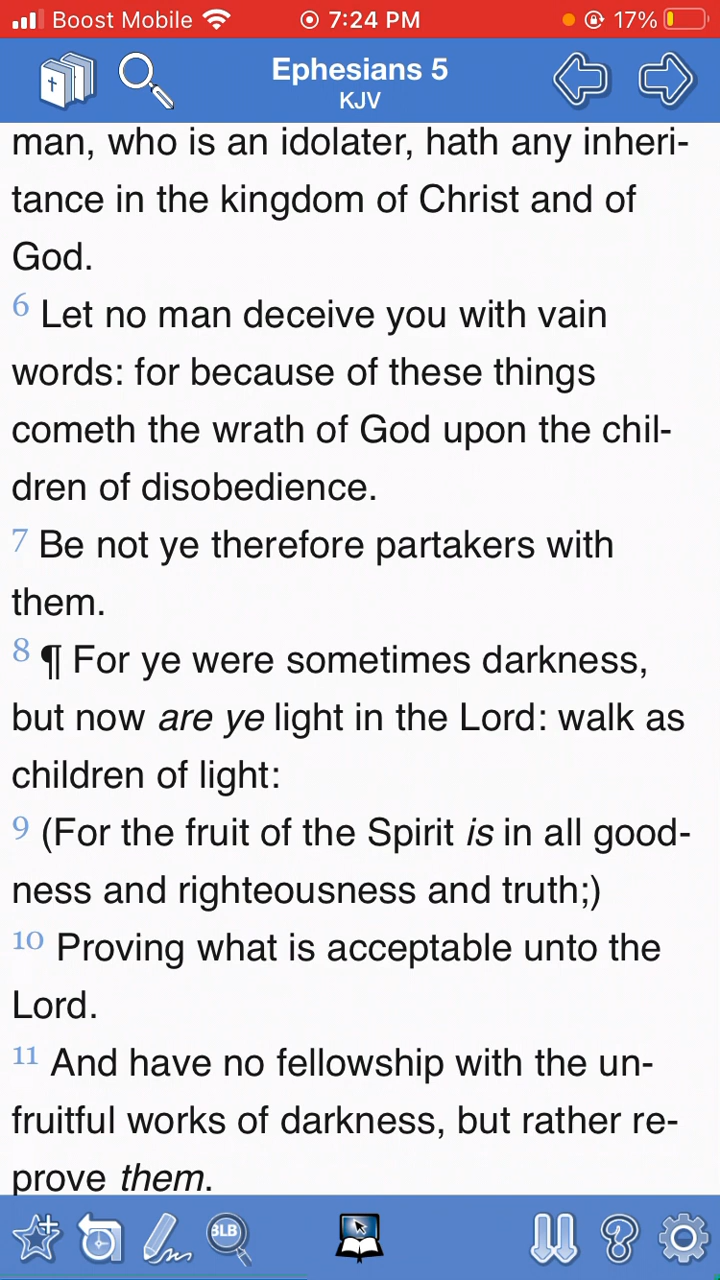 Boost Mobile 7:24 PM 17%
Ephesians 5
KJV
man, who is an idolater, hath any inheri-
tance in the kingdom of Christ and of
God.
6 Let no man deceive you with vain
words: for because of these things
cometh the wrath of God upon the chil-
dren of disobedience.
7 Be not ye therefore partakers with
them.
8 ¶ For ye were sometimes darkness,
but now are ye light in the Lord: walk as
children of light:
9 (For the fruit of the Spirit is in all good-
ness and righteousness and truth;)
10 Proving what is acceptable unto the
Lord.
11 And have no fellowship with the un-
fruitful works of darkness, but rather re-
prove them.
BLB